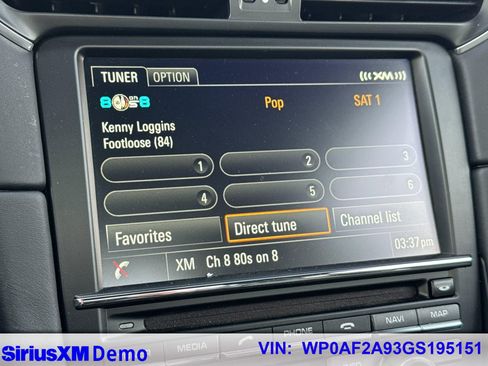 TUNER OPTION
XM
8 80s on 8 Pop SAT 1
Kenny Loggins
Footloose (84)
1 2 3
4 5 6
Favorites Direct tune Channel list
XM Ch 8 80s on 8
03:37pm
MEDIA PHONE NAVI MAP
SiriusXM Demo VIN: WP0AF2A93GS195151